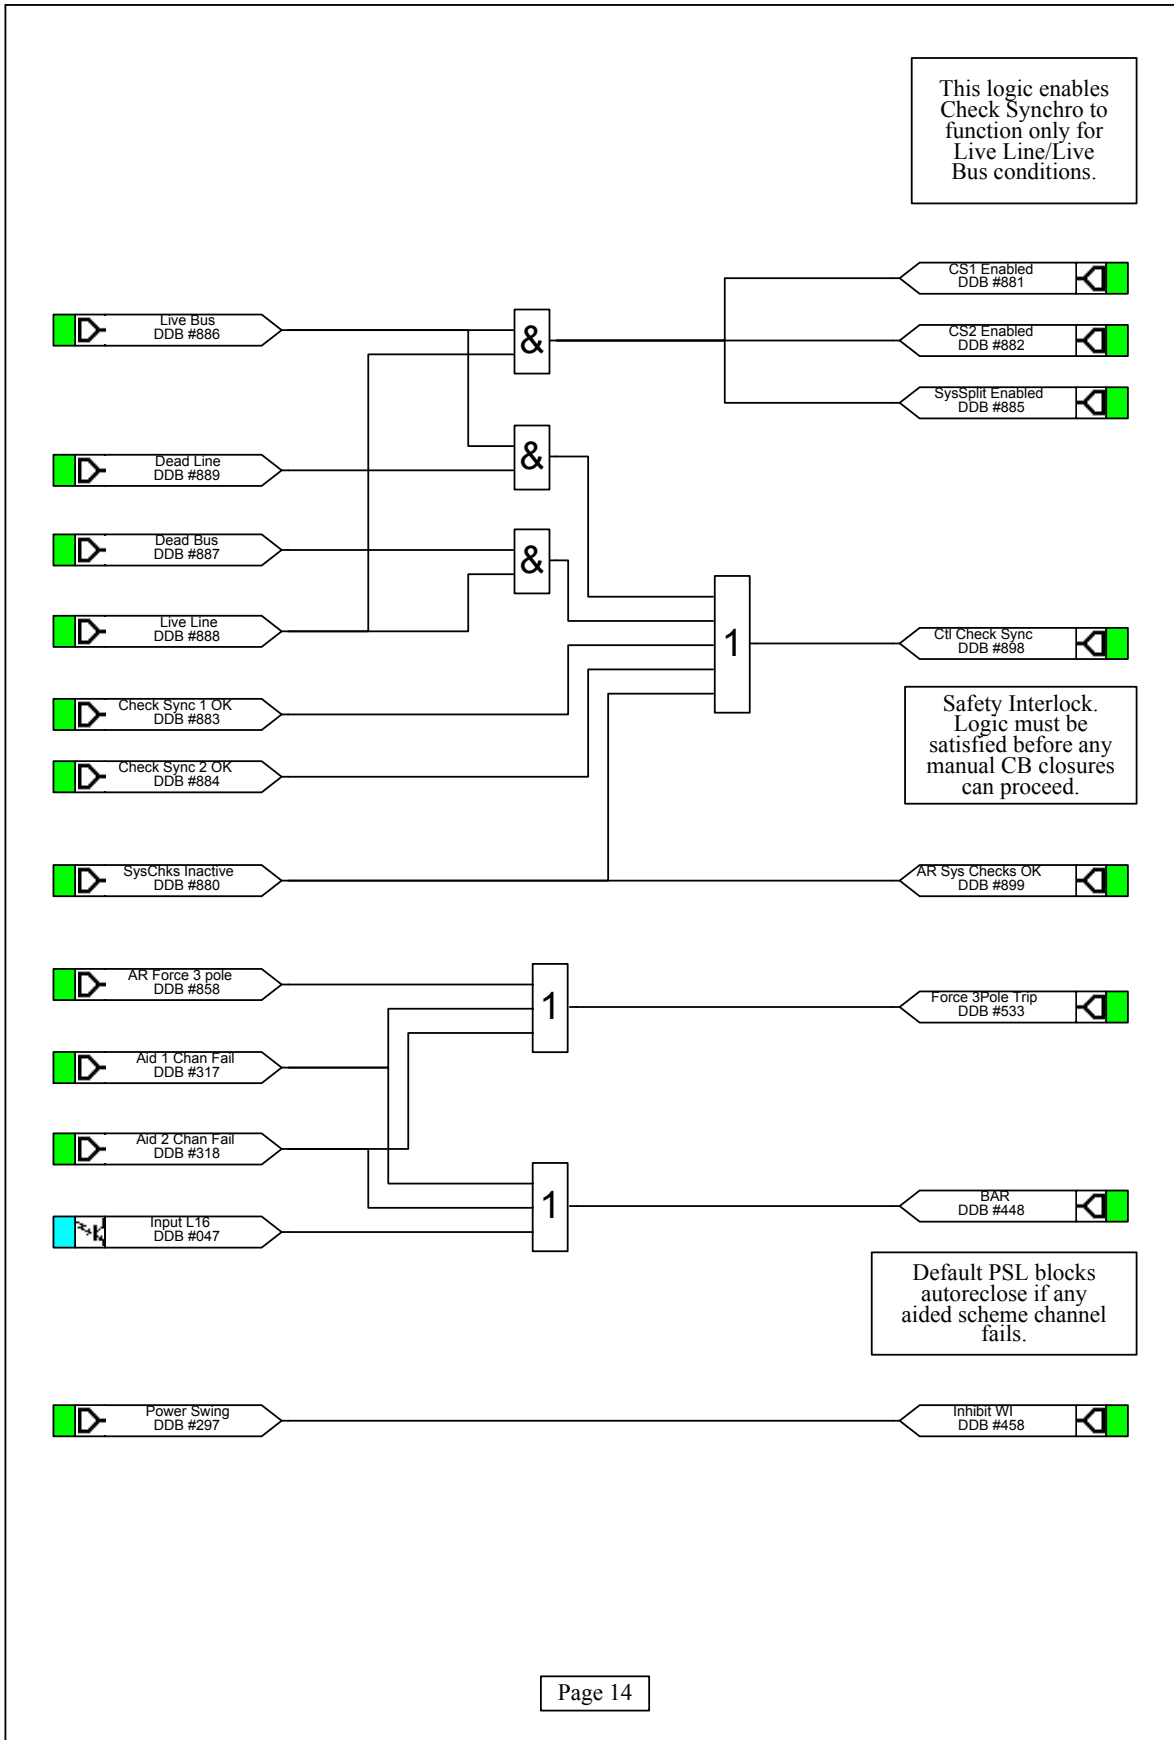 This logic enables
Check Synchro to
function only for
Live Line/Live
Bus conditions.
CS1 Enabled
DDB #881
Live Bus
DDB #886
&
CS2 Enabled
DDB #882
SysSplit Enabled
DDB #885
Dead Line
DDB #889
&
Dead Bus
DDB #887
&
Live Line
DDB #888
1
Ctl Check Sync
DDB #898
Check Sync 1 OK
DDB #883
Safety Interlock.
Logic must be
satisfied before any
manual CB closures
can proceed.
Check Sync 2 OK
DDB #884
SysChks Inactive
DDB #880
AR Sys Checks OK
DDB #899
AR Force 3 pole
DDB #858
1
Force 3Pole Trip
DDB #533
Aid 1 Chan Fail
DDB #317
Aid 2 Chan Fail
DDB #318
1
BAR
DDB #448
Input L16
DDB #047
Default PSL blocks
autoreclose if any
aided scheme channel
fails.
Power Swing
DDB #297
Inhibit WI
DDB #458
Page 14